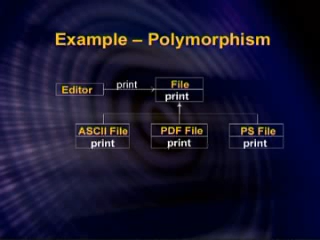 Example – Polymorphism
print
Editor
File
print
ASCII File
print
PDF File
print
PS File
print